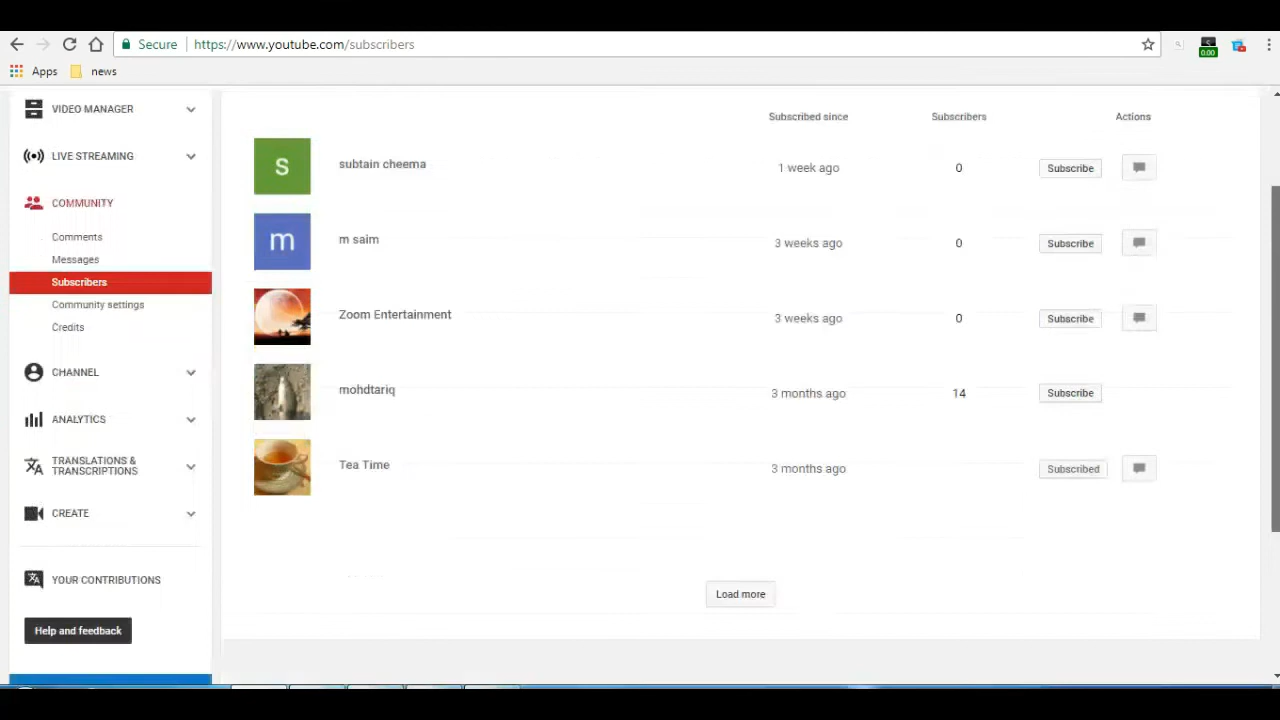 Secure https://www.youtube.com/subscribers
0.00
Apps news
VIDEO MANAGER
LIVE STREAMING
COMMUNITY
Comments
Messages
Subscribers
Community settings
Credits
CHANNEL
ANALYTICS
TRANSLATIONS &
TRANSCRIPTIONS
CREATE
YOUR CONTRIBUTIONS
Help and feedback
Subscribed since Subscribers Actions
s subtain cheema 1 week ago 0 Subscribe
m m saim 3 weeks ago 0 Subscribe
Zoom Entertainment 3 weeks ago 0 Subscribe
mohdtariq 3 months ago 14 Subscribe
Tea Time 3 months ago Subscribed
Load more